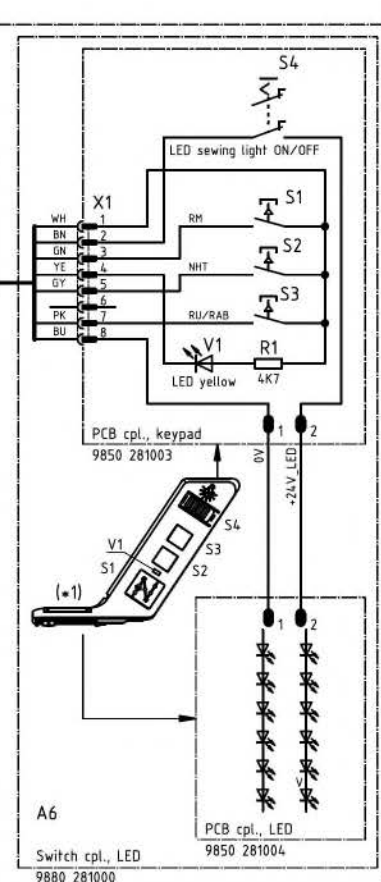 S4
LED sewing light ON/OFF
X1
WH 1 RM S1
BN 2
GN 3 S2
YE 4 NHT
GY 5
6 S3
PK 7 RU/RAB
BU 8 V1 R1
LED yellow 4K7
PCB cpl., keypad
9850 281003
1 2
0V
+24V_LED
V1
S1
S4
S3
S2
(*1)
1 2
V
A6
PCB cpl., LED
9850 281004
Switch cpl., LED
9880 281000